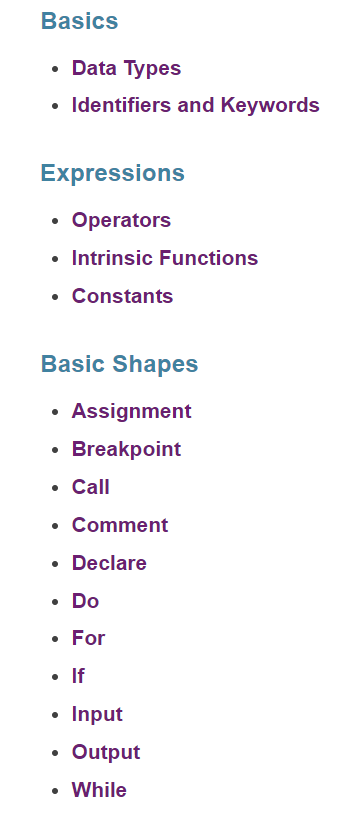 Basics
Data Types
Identifiers and Keywords
Expressions
Operators
Intrinsic Functions
Constants
Basic Shapes
Assignment
Breakpoint
Call
Comment
Declare
Do
For
If
Input
Output
While